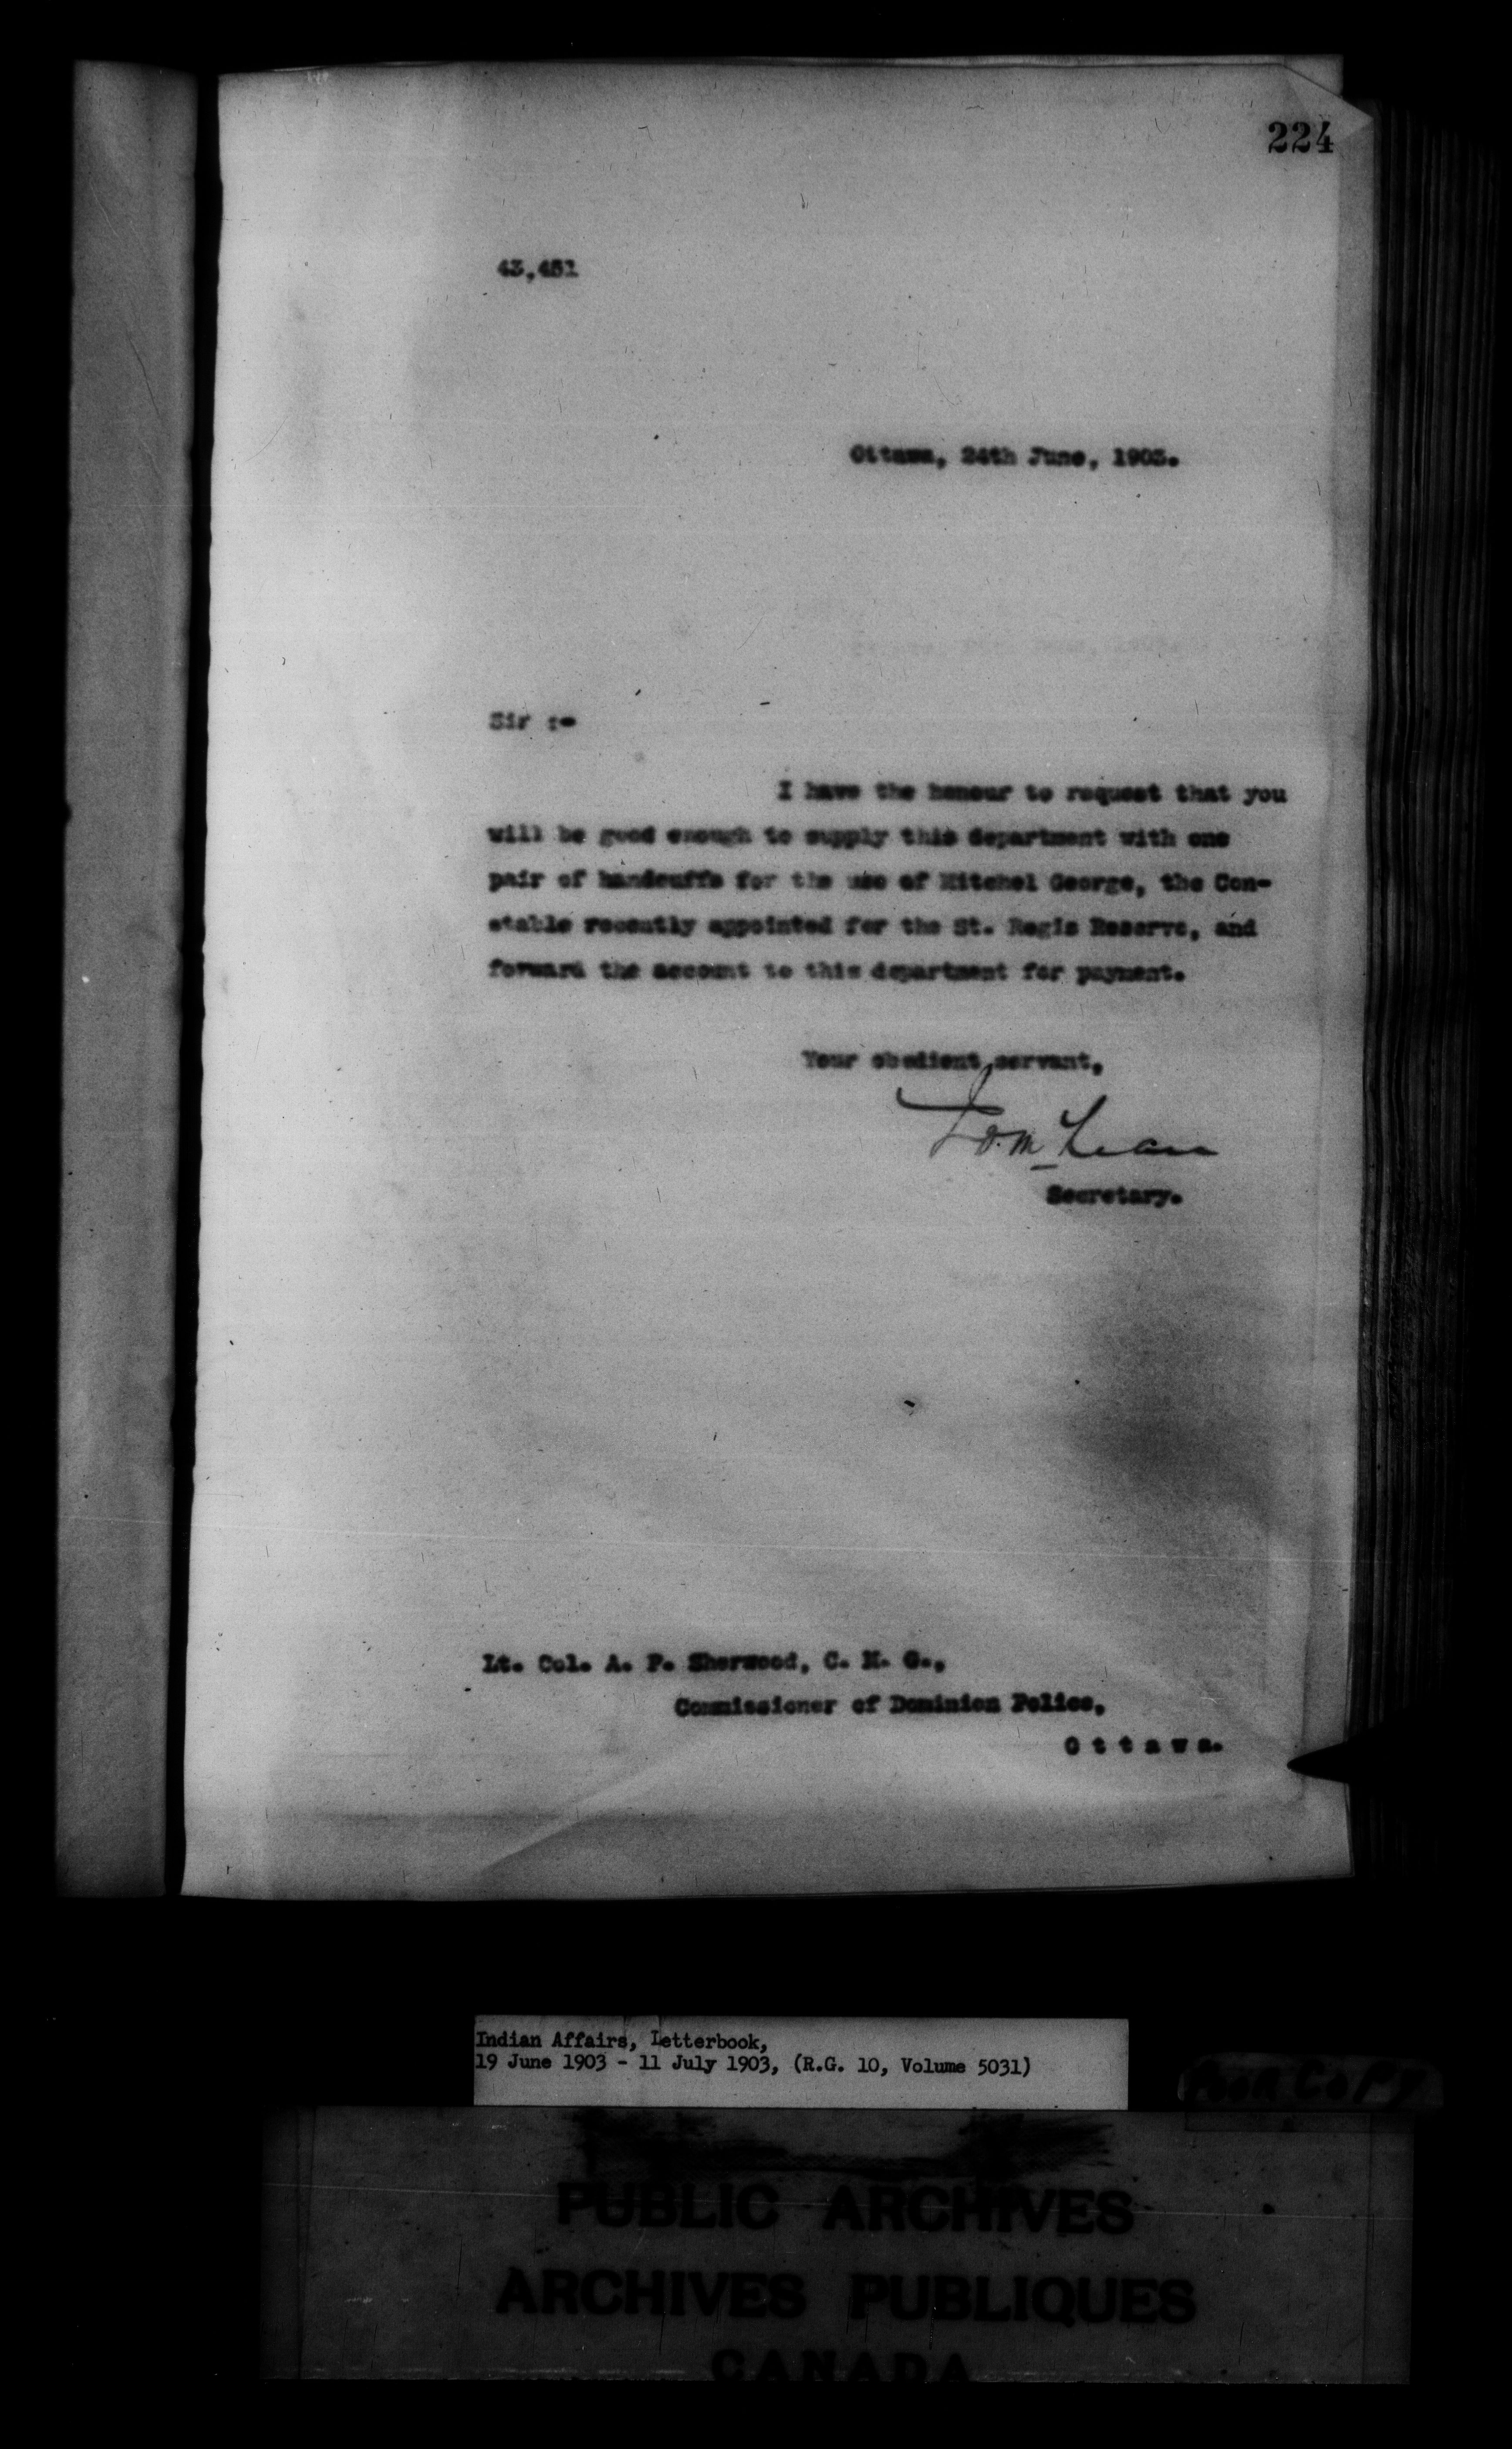 224
43,451
Ottawa, 24th June, 1903.
Sir :-
I have the honour to request that you
will be good enough to supply this department with one
pair of handcuffs for the use of Mitchel George, the Con-
stable recently appointed for the St. Regis Reserve, and
forward the account to this department for payment.
Your obedient servant,
J. D. McLean
Secretary.
Lt. Col. A. P. Sherwood, C. M. G.,
Commissioner of Dominion Police,
O t t a w a.
Indian Affairs, Letterbook,
19 June 1903 - 11 July 1903, (R.G. 10, Volume 5031)
Poor Copy
PUBLIC ARCHIVES
ARCHIVES PUBLIQUES
CANADA